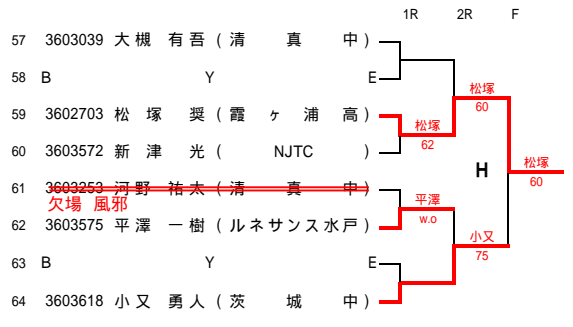 1R 2R F
57 3603039 大槻 有吾 ( 清 真 中 )
58 B Y E
松塚
60
59 3602703 松塚 奨 ( 霞 ヶ 浦 高 )
松塚
62
60 3603572 新津 光 ( NJTC )
H
松塚
60
61 3603253 河野 祐太 ( 清 真 中 )
欠場 風邪
平澤
w.o
62 3603575 平澤 一樹 ( ルネサンス水戸 )
小又
75
63 B Y E
64 3603618 小又 勇人 ( 茨 城 中 )